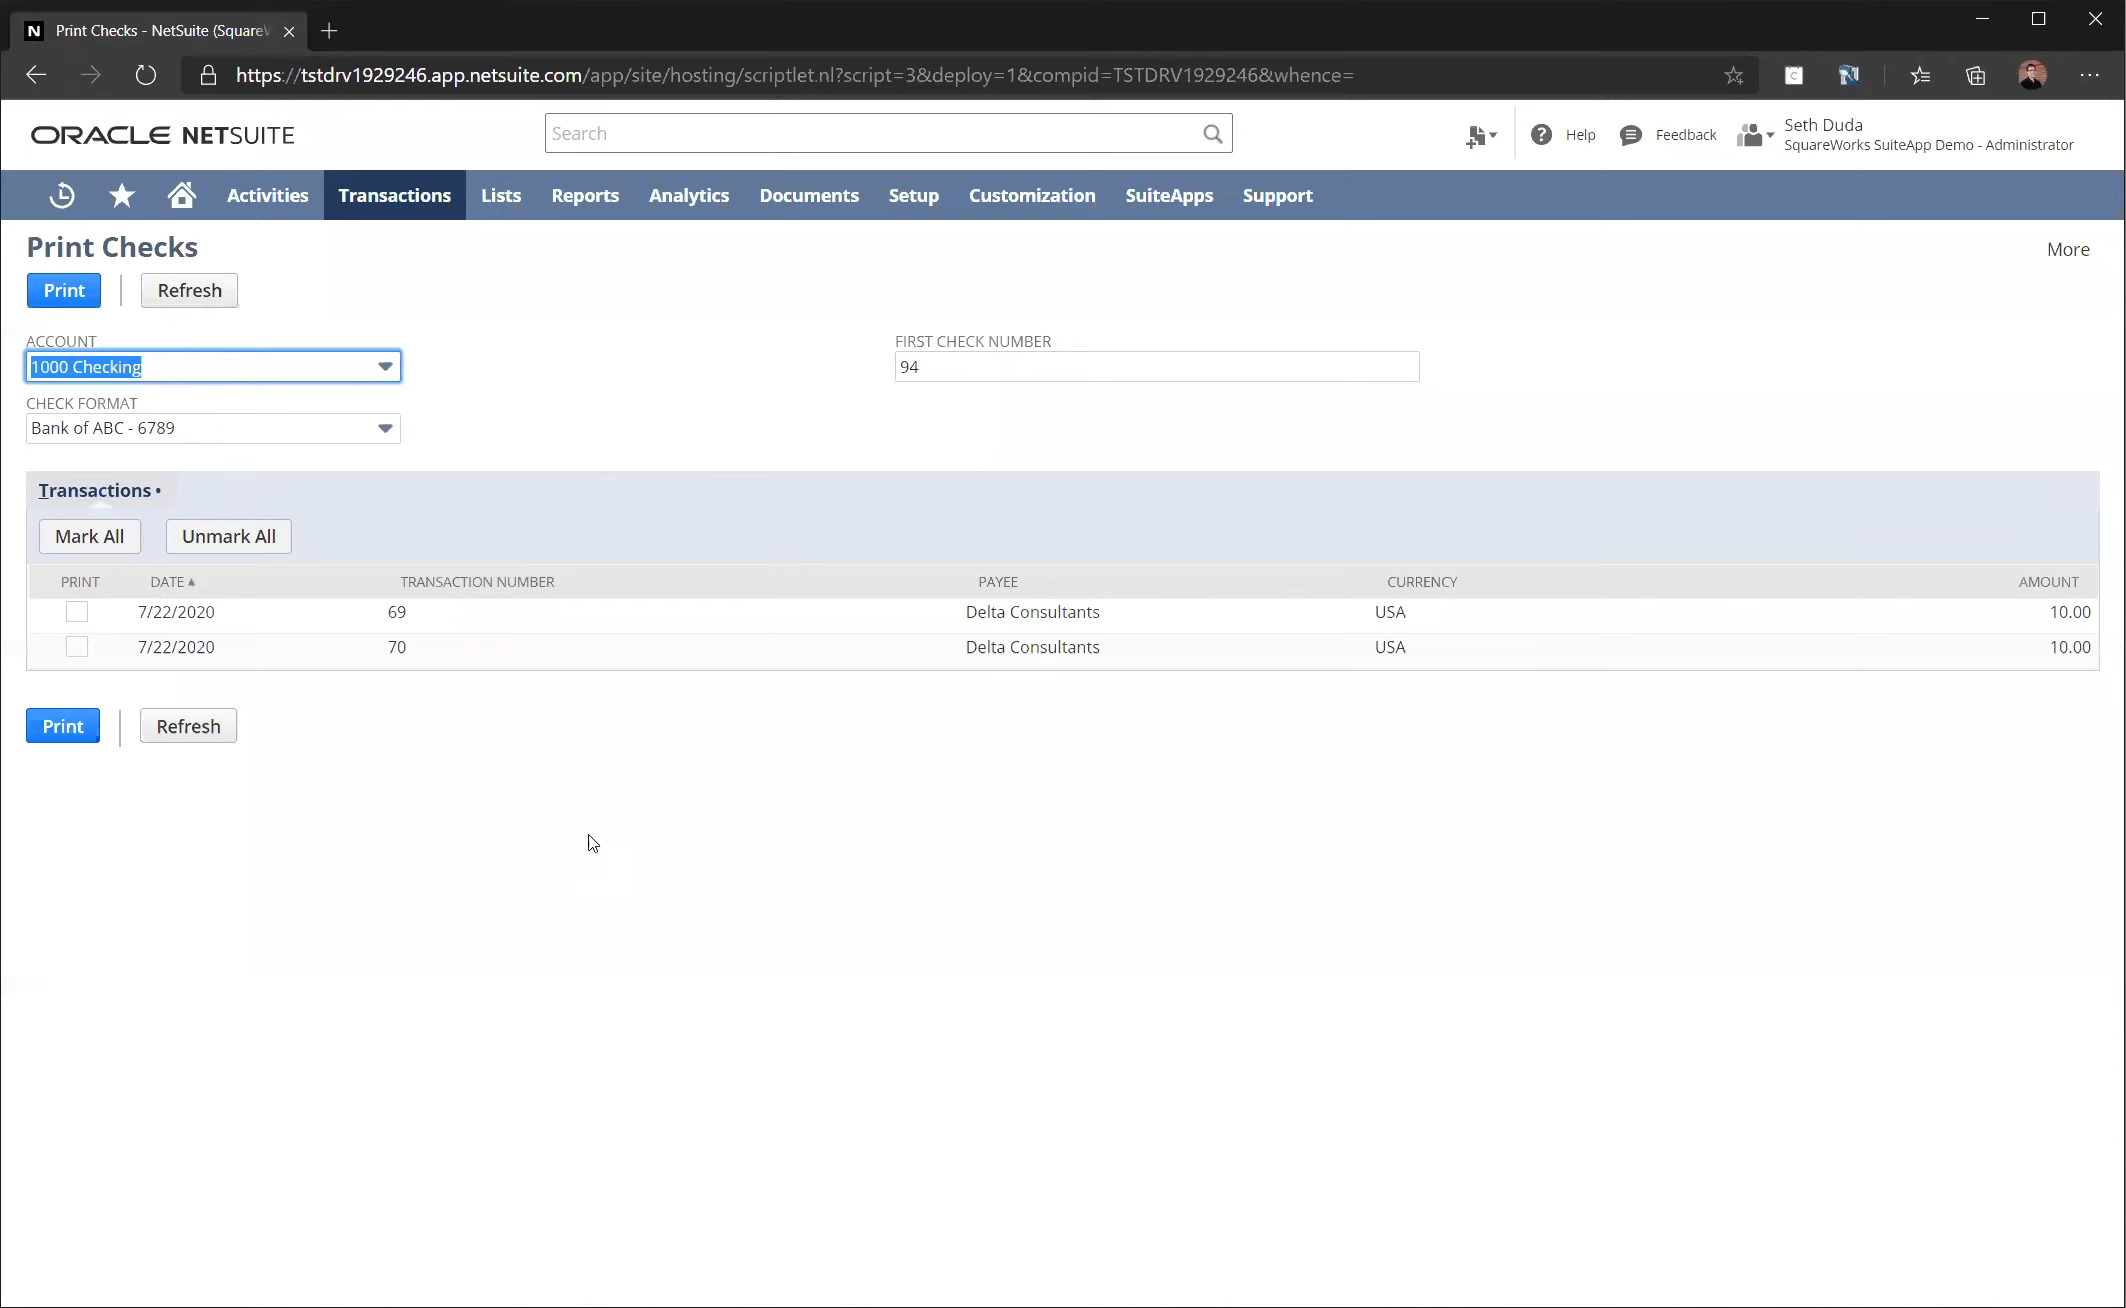 Print Checks - NetSuite (SquareW
https://tstdrv1929246.app.netsuite.com/app/site/hosting/scriptlet.nl?script=3&deploy=1&compid=TSTDRV1929246&whence=
ORACLE NETSUITE
Search
Help
Feedback
Seth Duda
SquareWorks SuiteApp Demo - Administrator
Activities Transactions Lists Reports Analytics Documents Setup Customization SuiteApps Support
Print Checks
More
Print Refresh
ACCOUNT
1000 Checking
FIRST CHECK NUMBER
94
CHECK FORMAT
Bank of ABC - 6789
Transactions •
Mark All Unmark All
PRINT DATE ▲ TRANSACTION NUMBER PAYEE CURRENCY AMOUNT
7/22/2020 69 Delta Consultants USA 10.00
7/22/2020 70 Delta Consultants USA 10.00
Print Refresh